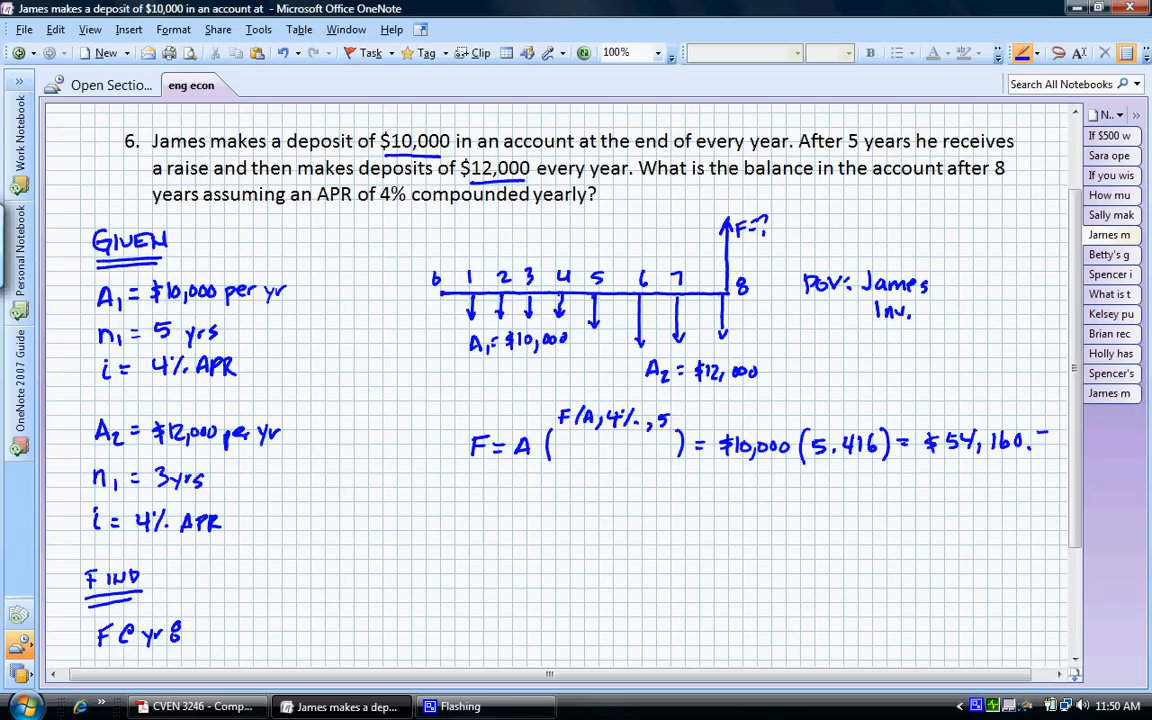 James makes a deposit of $10,000 in an account at - Microsoft Office OneNote
File Edit View Insert Format Share Tools Table Window Help
New Task Tag Clip 100% B A A
» Open Sectio... eng econ Search All Notebooks
Work Notebook
Personal Notebook
OneNote 2007 Guide
N..
If $500 w
Sara ope
If you wis
How mu
Sally mak
James m
Betty's g
Spencer i
What is t
Kelsey pu
Brian rec
Holly has
Spencer's
James m
6. James makes a deposit of $10,000 in an account at the end of every year. After 5 years he receives
a raise and then makes deposits of $12,000 every year. What is the balance in the account after 8
years assuming an APR of 4% compounded yearly?
GIVEN
A1 = $10,000 per yr
n1 = 5 yrs
i = 4% APR
A2 = $12,000 per yr
n1 = 3yrs
i = 4% APR
FIND
F @ yr 8
F=?
0 1 2 3 4 5 6 7 8
A1 = $10,000
A2 = $12,000
POV: James
Inv.
F = A (F/A, 4%, 5) = $10,000 (5.416) = $54,160.-
CVEN 3246 - Comp... James makes a dep... Flashing 11:50 AM